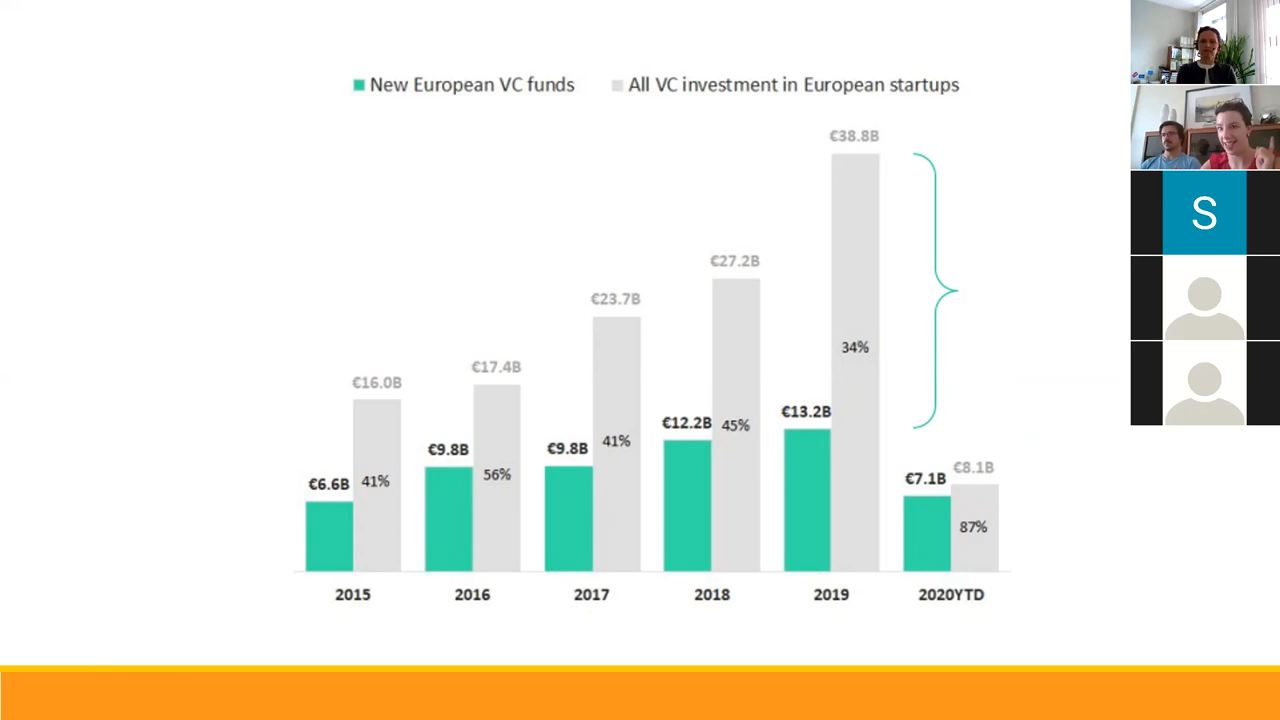 New European VC funds
All VC investment in European startups
€38.8B
€27.2B
€23.7B
€17.4B
€16.0B
€13.2B
€12.2B
€9.8B
€9.8B
€6.6B
€7.1B
€8.1B
41%
56%
41%
45%
34%
87%
2015
2016
2017
2018
2019
2020YTD
S